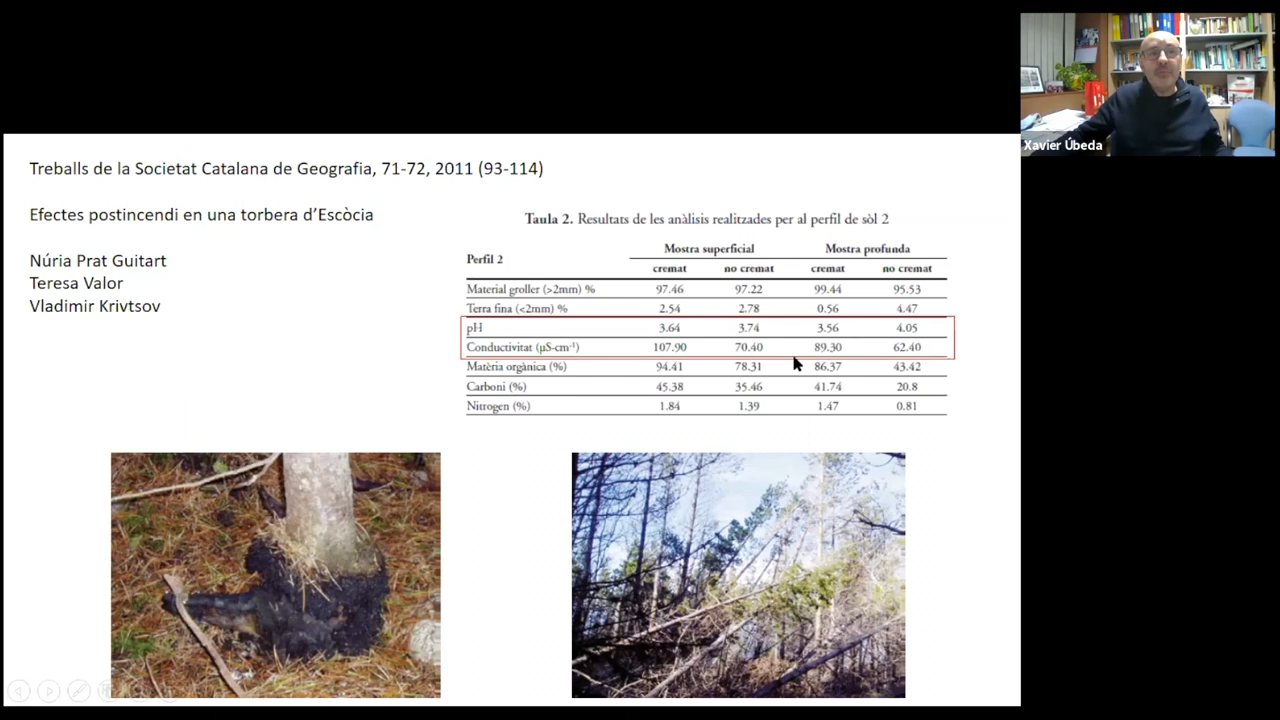 Xavier Úbeda
Treballs de la Societat Catalana de Geografia, 71-72, 2011 (93-114)
Efectes postincendi en una torbera d'Escòcia
Núria Prat Guitart
Teresa Valor
Vladimir Krivtsov
Taula 2. Resultats de les anàlisis realitzades per al perfil de sòl 2
Perfil 2 Mostra superficial Mostra profunda
cremat no cremat cremat no cremat
Material groller (>2mm) % 97.46 97.22 99.44 95.53
Terra fina (<2mm) % 2.54 2.78 0.56 4.47
pH 3.64 3.74 3.56 4.05
Conductivitat (µS-cm⁻¹) 107.90 70.40 89.30 62.40
Matèria orgànica (%) 94.41 78.31 86.37 43.42
Carboni (%) 45.38 35.46 41.74 20.8
Nitrogen (%) 1.84 1.39 1.47 0.81